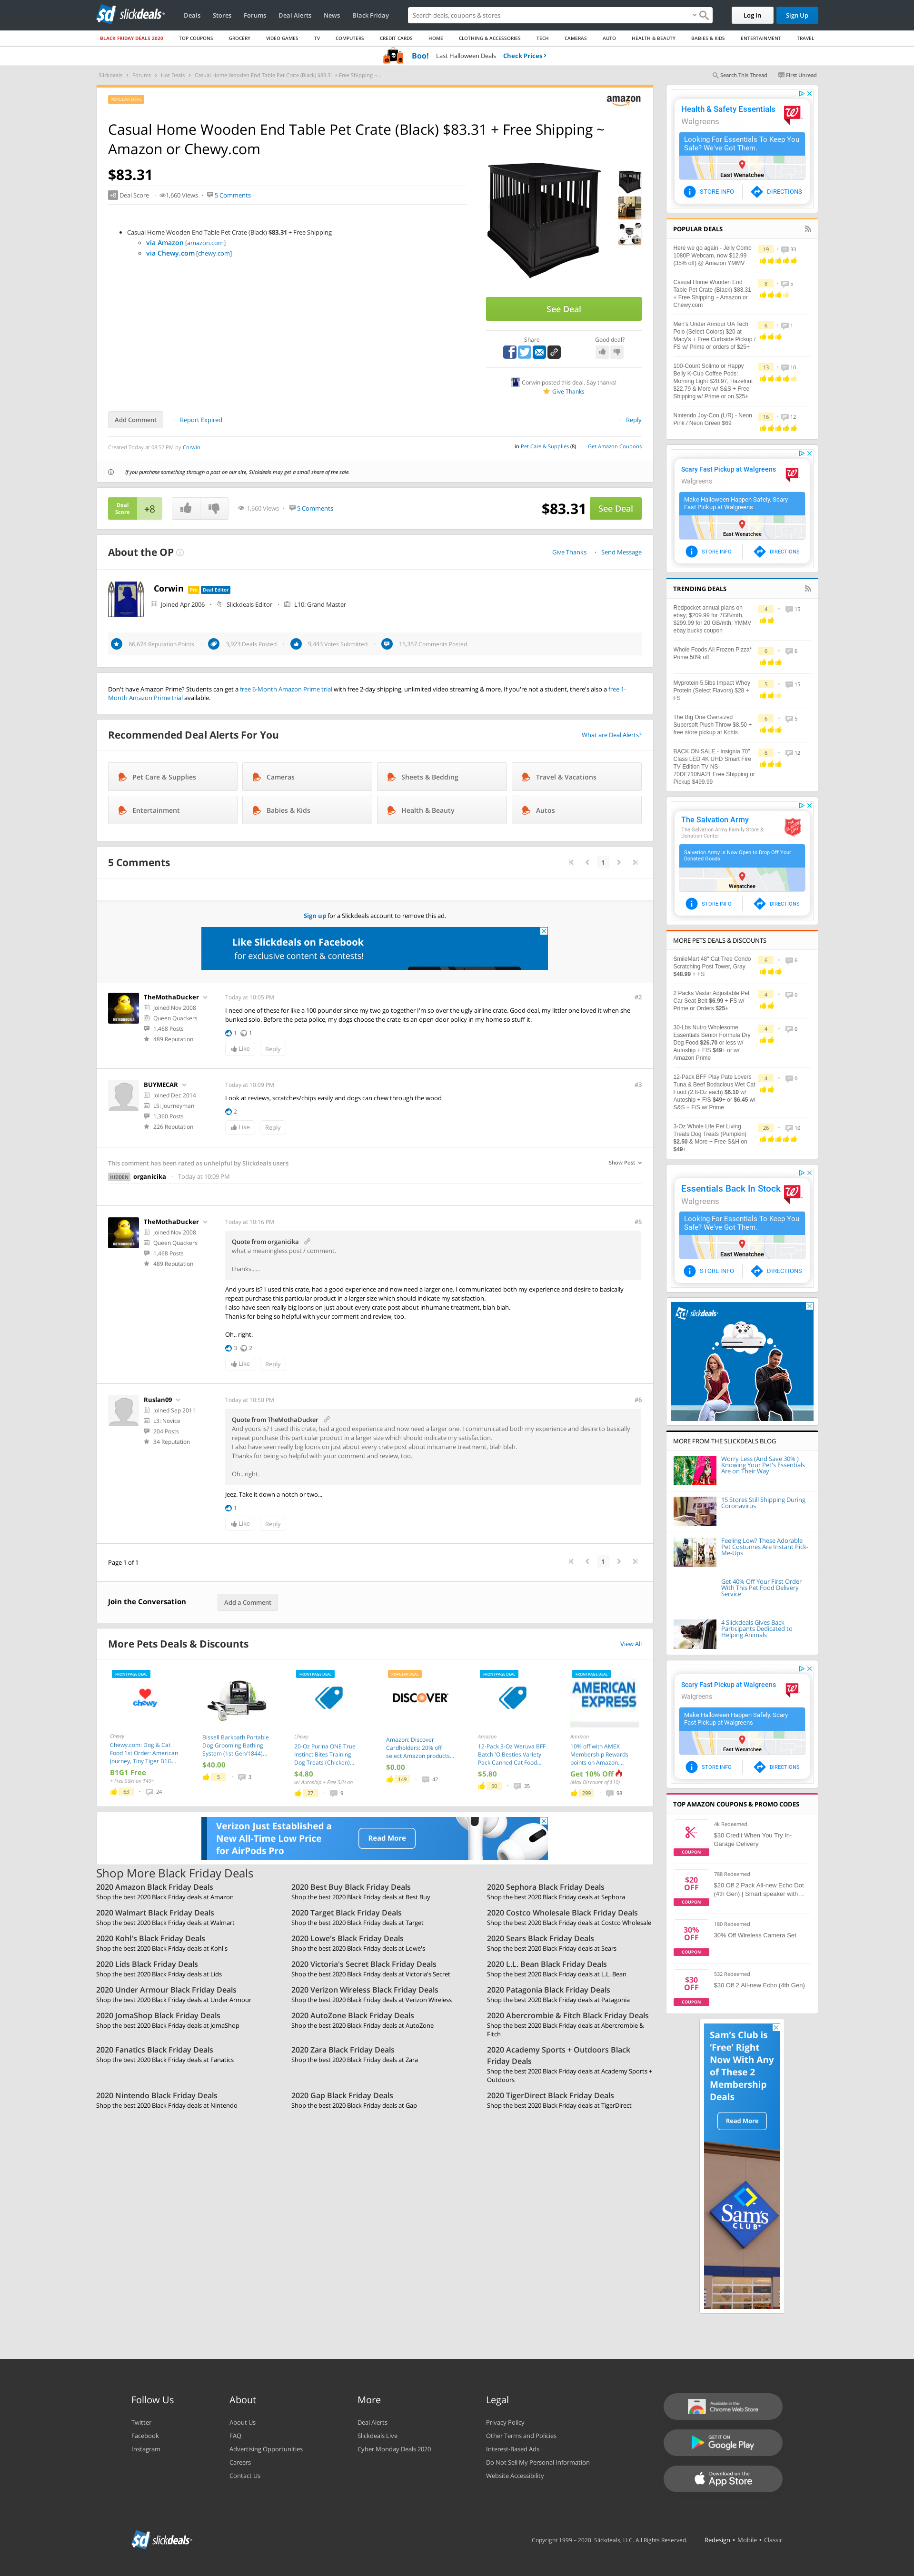 slickdeals
Deals
Stores
Forums
Deal Alerts
News
Black Friday
Search deals, coupons & stores
Log In
Sign Up
BLACK FRIDAY DEALS 2020
TOP COUPONS
GROCERY
VIDEO GAMES
TV
COMPUTERS
CREDIT CARDS
HOME
CLOTHING & ACCESSORIES
TECH
CAMERAS
AUTO
HEALTH & BEAUTY
BABIES & KIDS
ENTERTAINMENT
TRAVEL
Boo! Last Halloween Deals Check Prices
Slickdeals
Forums
Hot Deals
Casual Home Wooden End Table Pet Crate (Black) $83.31 + Free Shipping ~...
Search This Thread
First Unread
POPULAR DEAL
amazon
Casual Home Wooden End Table Pet Crate (Black) $83.31 + Free Shipping ~
Amazon or Chewy.com
$83.31
+8 Deal Score
1,660 Views
5 Comments
Casual Home Wooden End Table Pet Crate (Black) $83.31 + Free Shipping
via Amazon [amazon.com]
via Chewy.com [chewy.com]
See Deal
Share
Good deal?
Corwin posted this deal. Say thanks!
Give Thanks
Add Comment
Report Expired
Reply
Created Today at 08:52 PM by Corwin
in Pet Care & Supplies (8)
Get Amazon Coupons
If you purchase something through a post on our site, Slickdeals may get a small share of the sale.
Deal
Score
+8
1,660 Views
5 Comments
$83.31
See Deal
About the OP
Give Thanks
Send Message
Corwin Pro Deal Editor
Joined Apr 2006
Slickdeals Editor
L10: Grand Master
66,674 Reputation Points
3,923 Deals Posted
9,443 Votes Submitted
15,357 Comments Posted
Don't have Amazon Prime? Students can get a free 6-Month Amazon Prime trial with free 2-day shipping, unlimited video streaming & more. If you're not a student, there's also a free 1-
Month Amazon Prime trial available.
Recommended Deal Alerts For You
What are Deal Alerts?
Pet Care & Supplies
Cameras
Sheets & Bedding
Travel & Vacations
Entertainment
Babies & Kids
Health & Beauty
Autos
5 Comments
1
Sign up for a Slickdeals account to remove this ad.
Like Slickdeals on Facebook
for exclusive content & contests!
TheMothaDucker
Joined Nov 2008
Queen Quackers
1,468 Posts
489 Reputation
Today at 10:05 PM
#2
I need one of these for like a 100 pounder since my two go together I'm so over the ugly airline crate. Good deal, my littler one loved it when she
bunked solo. Before the peta police, my dogs choose the crate its an open door policy in my home so stuff it..
1
1
Like
Reply
BUYMECAR
Joined Dec 2014
L5: Journeyman
1,360 Posts
226 Reputation
Today at 10:09 PM
#3
Look at reviews, scratches/chips easily and dogs can chew through the wood
2
Like
Reply
This comment has been rated as unhelpful by Slickdeals users
Show Post
HIDDEN organicika
Today at 10:09 PM
TheMothaDucker
Joined Nov 2008
Queen Quackers
1,468 Posts
489 Reputation
Today at 10:16 PM
#5
Quote from organicika
what a meaningless post / comment.
thanks......
And yours is? I used this crate, had a good experience and now need a larger one. I communicated both my experience and desire to basically
repeat purchase this particular product in a larger size which should indicate my satisfaction.
I also have seen really big loons on just about every crate post about inhumane treatment, blah blah.
Thanks for being so helpful with your comment and review, too.
Oh.. right.
3
2
Like
Reply
Ruslan09
Joined Sep 2011
L3: Novice
204 Posts
34 Reputation
Today at 10:50 PM
#6
Quote from TheMothaDucker
And yours is? I used this crate, had a good experience and now need a larger one. I communicated both my experience and desire to basically
repeat purchase this particular product in a larger size which should indicate my satisfaction.
I also have seen really big loons on just about every crate post about inhumane treatment, blah blah.
Thanks for being so helpful with your comment and review, too.
Oh.. right.
Jeez. Take it down a notch or two...
1
Like
Reply
Page 1 of 1
1
Join the Conversation
Add a Comment
More Pets Deals & Discounts
View All
FRONTPAGE DEAL
chewy
Chewy
Chewy.com: Dog & Cat
Food 1st Order: American
Journey, Tiny Tiger B1G...
B1G1 Free
+ Free S&H on $49+
63
24
Bissell Barkbath Portable
Dog Grooming Bathing
System (1st Gen/1844)...
$40.00
5
3
FRONTPAGE DEAL
Chewy
20-Oz Purina ONE True
Instinct Bites Training
Dog Treats (Chicken)...
$4.80
w/ Autoship + Free S/H on
27
9
POPULAR DEAL
DISCOVER
Amazon: Discover
Cardholders: 20% off
select Amazon products...
$0.00
149
42
FRONTPAGE DEAL
Amazon
12-Pack 3-Oz Weruva BFF
Batch 'O Besties Variety
Pack Canned Cat Food...
$5.80
50
35
FRONTPAGE DEAL
AMERICAN
EXPRESS
Amazon
10% off with AMEX
Membership Rewards
points on Amazon....
Get 10% Off
(Max Discount of $10)
299
98
Verizon Just Established a
New All-Time Low Price
for AirPods Pro
Read More
Shop More Black Friday Deals
2020 Amazon Black Friday Deals
Shop the best 2020 Black Friday deals at Amazon
2020 Best Buy Black Friday Deals
Shop the best 2020 Black Friday deals at Best Buy
2020 Sephora Black Friday Deals
Shop the best 2020 Black Friday deals at Sephora
2020 Walmart Black Friday Deals
Shop the best 2020 Black Friday deals at Walmart
2020 Target Black Friday Deals
Shop the best 2020 Black Friday deals at Target
2020 Costco Wholesale Black Friday Deals
Shop the best 2020 Black Friday deals at Costco Wholesale
2020 Kohl's Black Friday Deals
Shop the best 2020 Black Friday deals at Kohl's
2020 Lowe's Black Friday Deals
Shop the best 2020 Black Friday deals at Lowe's
2020 Sears Black Friday Deals
Shop the best 2020 Black Friday deals at Sears
2020 Lids Black Friday Deals
Shop the best 2020 Black Friday deals at Lids
2020 Victoria's Secret Black Friday Deals
Shop the best 2020 Black Friday deals at Victoria's Secret
2020 L.L. Bean Black Friday Deals
Shop the best 2020 Black Friday deals at L.L. Bean
2020 Under Armour Black Friday Deals
Shop the best 2020 Black Friday deals at Under Armour
2020 Verizon Wireless Black Friday Deals
Shop the best 2020 Black Friday deals at Verizon Wireless
2020 Patagonia Black Friday Deals
Shop the best 2020 Black Friday deals at Patagonia
2020 JomaShop Black Friday Deals
Shop the best 2020 Black Friday deals at JomaShop
2020 AutoZone Black Friday Deals
Shop the best 2020 Black Friday deals at AutoZone
2020 Abercrombie & Fitch Black Friday Deals
Shop the best 2020 Black Friday deals at Abercrombie &
Fitch
2020 Fanatics Black Friday Deals
Shop the best 2020 Black Friday deals at Fanatics
2020 Zara Black Friday Deals
Shop the best 2020 Black Friday deals at Zara
2020 Academy Sports + Outdoors Black
Friday Deals
Shop the best 2020 Black Friday deals at Academy Sports +
Outdoors
2020 Nintendo Black Friday Deals
Shop the best 2020 Black Friday deals at Nintendo
2020 Gap Black Friday Deals
Shop the best 2020 Black Friday deals at Gap
2020 TigerDirect Black Friday Deals
Shop the best 2020 Black Friday deals at TigerDirect
Health & Safety Essentials
Walgreens
Looking For Essentials To Keep You
Safe? We've Got Them.
East Wenatchee
STORE INFO
DIRECTIONS
POPULAR DEALS
Here we go again - Jelly Comb
1080P Webcam, now $12.99
(35% off) @ Amazon YMMV
19
33
Casual Home Wooden End
Table Pet Crate (Black) $83.31
+ Free Shipping ~ Amazon or
Chewy.com
8
5
Men's Under Armour UA Tech
Polo (Select Colors) $20 at
Macy's + Free Curbside Pickup /
FS w/ Prime or orders of $25+
6
1
100-Count Solimo or Happy
Belly K-Cup Coffee Pods:
Morning Light $20.97, Hazelnut
$22.79 & More w/ S&S + Free
Shipping w/ Prime or on $25+
13
10
Nintendo Joy-Con (L/R) - Neon
Pink / Neon Green $69
16
12
Scary Fast Pickup at Walgreens
Walgreens
Make Halloween Happen Safely. Scary
Fast Pickup at Walgreens
East Wenatchee
STORE INFO
DIRECTIONS
TRENDING DEALS
Redpocket annual plans on
ebay; $209.99 for 7GB/mth,
$299.99 for 20 GB/mth; YMMV
ebay bucks coupon
4
15
Whole Foods All Frozen Pizza*
Prime 50% off
6
6
Myprotein 5.5lbs Impact Whey
Protein (Select Flavors) $28 +
FS
5
15
The Big One Oversized
Supersoft Plush Throw $8.50 +
free store pickup at Kohls
6
5
BACK ON SALE - Insignia 70"
Class LED 4K UHD Smart Fire
TV Edition TV NS-
70DF710NA21 Free Shipping or
Pickup $499.99
6
12
The Salvation Army
The Salvation Army Family Store &
Donation Center
Salvation Army is Now Open to Drop Off Your
Donated Goods
Wenatchee
STORE INFO
DIRECTIONS
MORE PETS DEALS & DISCOUNTS
SmileMart 48" Cat Tree Condo
Scratching Post Tower, Gray
$48.99 + FS
6
6
2 Packs Vastar Adjustable Pet
Car Seat Belt $6.99 + FS w/
Prime or Orders $25+
4
0
30-Lbs Nutro Wholesome
Essentials Senior Formula Dry
Dog Food $26.70 or less w/
Autoship + F/S $49+ or w/
Amazon Prime
4
0
12-Pack BFF Play Pate Lovers
Tuna & Beef Bodacious Wet Cat
Food (2.8-Oz each) $6.10 w/
Autoship + F/S $49+ or $6.45 w/
S&S + F/S w/ Prime
4
0
3-Oz Whole Life Pet Living
Treats Dog Treats (Pumpkin)
$2.50 & More + Free S&H on
$49+
26
10
Essentials Back In Stock
Walgreens
Looking For Essentials To Keep You
Safe? We've Got Them.
East Wenatchee
STORE INFO
DIRECTIONS
slickdeals
MORE FROM THE SLICKDEALS BLOG
Worry Less (And Save 30% )
Knowing Your Pet's Essentials
Are on Their Way
15 Stores Still Shipping During
Coronavirus
Feeling Low? These Adorable
Pet Costumes Are Instant Pick-
Me-Ups
Get 40% Off Your First Order
With This Pet Food Delivery
Service
4 Slickdeals Gives Back
Participants Dedicated to
Helping Animals
Scary Fast Pickup at Walgreens
Walgreens
Make Halloween Happen Safely. Scary
Fast Pickup at Walgreens
East Wenatchee
STORE INFO
DIRECTIONS
TOP AMAZON COUPONS & PROMO CODES
COUPON
4k Redeemed
$30 Credit When You Try In-
Garage Delivery
$20
OFF
COUPON
788 Redeemed
$20 Off 2 Pack All-new Echo Dot
(4th Gen) | Smart speaker with...
30%
OFF
COUPON
180 Redeemed
30% Off Wireless Camera Set
$30
OFF
COUPON
532 Redeemed
$30 Off 2 All-new Echo (4th Gen)
Sam's Club is
'Free' Right
Now With Any
of These 2
Membership
Deals
Read More
Sam's
CLUB
Follow Us
Twitter
Facebook
Instagram
About
About Us
FAQ
Advertising Opportunities
Careers
Contact Us
More
Deal Alerts
Slickdeals Live
Cyber Monday Deals 2020
Legal
Privacy Policy
Other Terms and Policies
Interest-Based Ads
Do Not Sell My Personal Information
Website Accessibility
Available in the
Chrome Web Store
GET IT ON
Google Play
Download on the
App Store
slickdeals
Copyright 1999 – 2020. Slickdeals, LLC. All Rights Reserved.
Redesign • Mobile • Classic